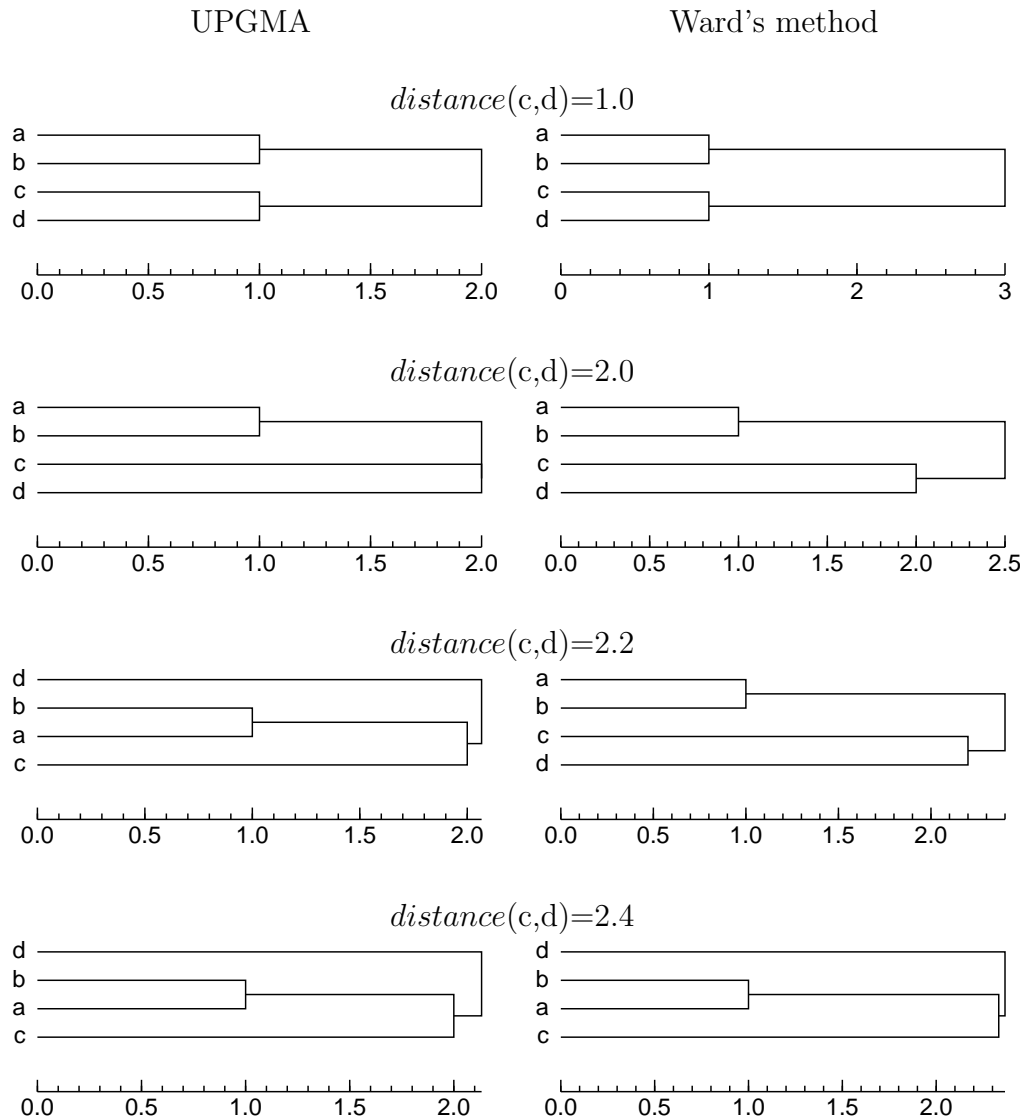 UPGMA Ward's method
distance(c,d)=1.0
a a
b b
c c
d d
0.0 0.5 1.0 1.5 2.0 0 1 2 3
distance(c,d)=2.0
a a
b b
c c
d d
0.0 0.5 1.0 1.5 2.0 0.0 0.5 1.0 1.5 2.0 2.5
distance(c,d)=2.2
d a
b b
a c
c d
0.0 0.5 1.0 1.5 2.0 0.0 0.5 1.0 1.5 2.0
distance(c,d)=2.4
d d
b b
a a
c c
0.0 0.5 1.0 1.5 2.0 0.0 0.5 1.0 1.5 2.0